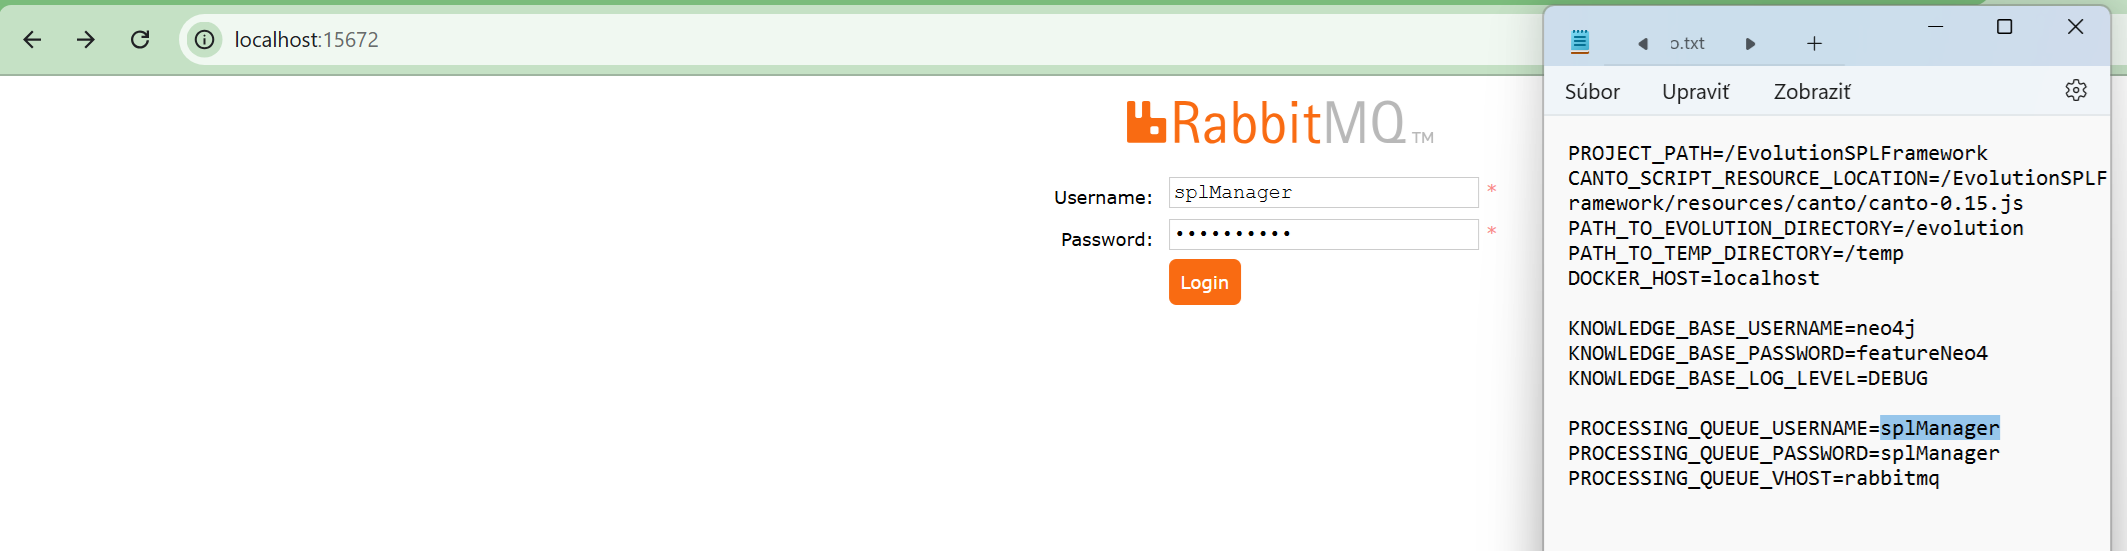 localhost:15672
RabbitMQ TM
Username: splManager *
Password: •••••••••• *
Login
ɔ.txt
Súbor Upraviť Zobraziť
PROJECT_PATH=/EvolutionSPLFramework
CANTO_SCRIPT_RESOURCE_LOCATION=/EvolutionSPLF
ramework/resources/canto/canto-0.15.js
PATH_TO_EVOLUTION_DIRECTORY=/evolution
PATH_TO_TEMP_DIRECTORY=/temp
DOCKER_HOST=localhost
KNOWLEDGE_BASE_USERNAME=neo4j
KNOWLEDGE_BASE_PASSWORD=featureNeo4
KNOWLEDGE_BASE_LOG_LEVEL=DEBUG
PROCESSING_QUEUE_USERNAME=splManager
PROCESSING_QUEUE_PASSWORD=splManager
PROCESSING_QUEUE_VHOST=rabbitmq